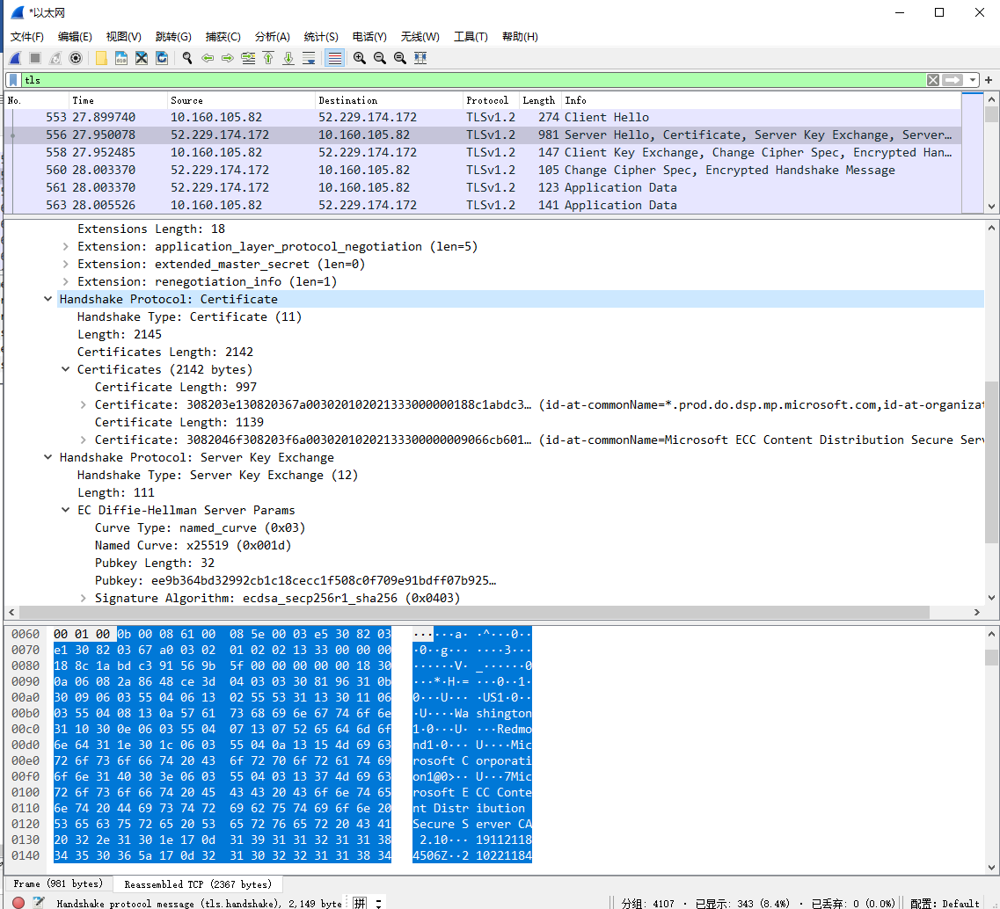 *以太网
文件(F) 编辑(E) 视图(V) 跳转(G) 捕获(C) 分析(A) 统计(S) 电话(Y) 无线(W) 工具(T) 帮助(H)
tls
No. Time Source Destination Protocol Length Info
553 27.899740 10.160.105.82 52.229.174.172 TLSv1.2 274 Client Hello
556 27.950078 52.229.174.172 10.160.105.82 TLSv1.2 981 Server Hello, Certificate, Server Key Exchange, Server…
558 27.952485 10.160.105.82 52.229.174.172 TLSv1.2 147 Client Key Exchange, Change Cipher Spec, Encrypted Han…
560 28.003370 52.229.174.172 10.160.105.82 TLSv1.2 105 Change Cipher Spec, Encrypted Handshake Message
561 28.003370 52.229.174.172 10.160.105.82 TLSv1.2 123 Application Data
563 28.005526 10.160.105.82 52.229.174.172 TLSv1.2 141 Application Data
Extensions Length: 18
Extension: application_layer_protocol_negotiation (len=5)
Extension: extended_master_secret (len=0)
Extension: renegotiation_info (len=1)
Handshake Protocol: Certificate
Handshake Type: Certificate (11)
Length: 2145
Certificates Length: 2142
Certificates (2142 bytes)
Certificate Length: 997
Certificate: 308203e130820367a003020102021333000000188c1abdc3… (id-at-commonName=*.prod.do.dsp.mp.microsoft.com,id-at-organizat
Certificate Length: 1139
Certificate: 3082046f308203f6a00302010202133300000009066cb601… (id-at-commonName=Microsoft ECC Content Distribution Secure Serv
Handshake Protocol: Server Key Exchange
Handshake Type: Server Key Exchange (12)
Length: 111
EC Diffie-Hellman Server Params
Curve Type: named_curve (0x03)
Named Curve: x25519 (0x001d)
Pubkey Length: 32
Pubkey: ee9b364bd32992cb1c18cecc1f508c0f709e91bdff07b925…
Signature Algorithm: ecdsa_secp256r1_sha256 (0x0403)
0060 00 01 00 0b 00 08 61 00 08 5e 00 03 e5 30 82 03 ······a· ·^···0··
0070 e1 30 82 03 67 a0 03 02 01 02 02 13 33 00 00 00 ·0··g··· ····3···
0080 18 8c 1a bd c3 91 56 9b 5f 00 00 00 00 00 18 30 ······V· _······0
0090 0a 06 08 2a 86 48 ce 3d 04 03 03 30 81 96 31 0b ···*·H·= ···0··1·
00a0 30 09 06 03 55 04 06 13 02 55 53 31 13 30 11 06 0···U··· ·US1·0··
00b0 03 55 04 08 13 0a 57 61 73 68 69 6e 67 74 6f 6e ·U····Wa shington
00c0 31 10 30 0e 06 03 55 04 07 13 07 52 65 64 6d 6f 1·0···U· ···Redmo
00d0 6e 64 31 1e 30 1c 06 03 55 04 0a 13 15 4d 69 63 nd1·0··· U····Mic
00e0 72 6f 73 6f 66 74 20 43 6f 72 70 6f 72 61 74 69 rosoft C orporati
00f0 6f 6e 31 40 30 3e 06 03 55 04 03 13 37 4d 69 63 on1@0>·· U···7Mic
0100 72 6f 73 6f 66 74 20 45 43 43 20 43 6f 6e 74 65 rosoft E CC Conte
0110 6e 74 20 44 69 73 74 72 69 62 75 74 69 6f 6e 20 nt Distr ibution
0120 53 65 63 75 72 65 20 53 65 72 76 65 72 20 43 41 Secure S erver CA
0130 20 32 2e 31 30 1e 17 0d 31 39 31 31 32 31 31 38 2.10··· 19112118
0140 34 35 30 36 5a 17 0d 32 31 30 32 32 31 31 38 34 4506Z··2 10221184
Frame (981 bytes) Reassembled TCP (2367 bytes)
Handshake protocol message (tls.handshake), 2,149 byte 拼 分组: 4107 · 已显示: 343 (8.4%) · 已丢弃: 0 (0.0%) 配置: Default